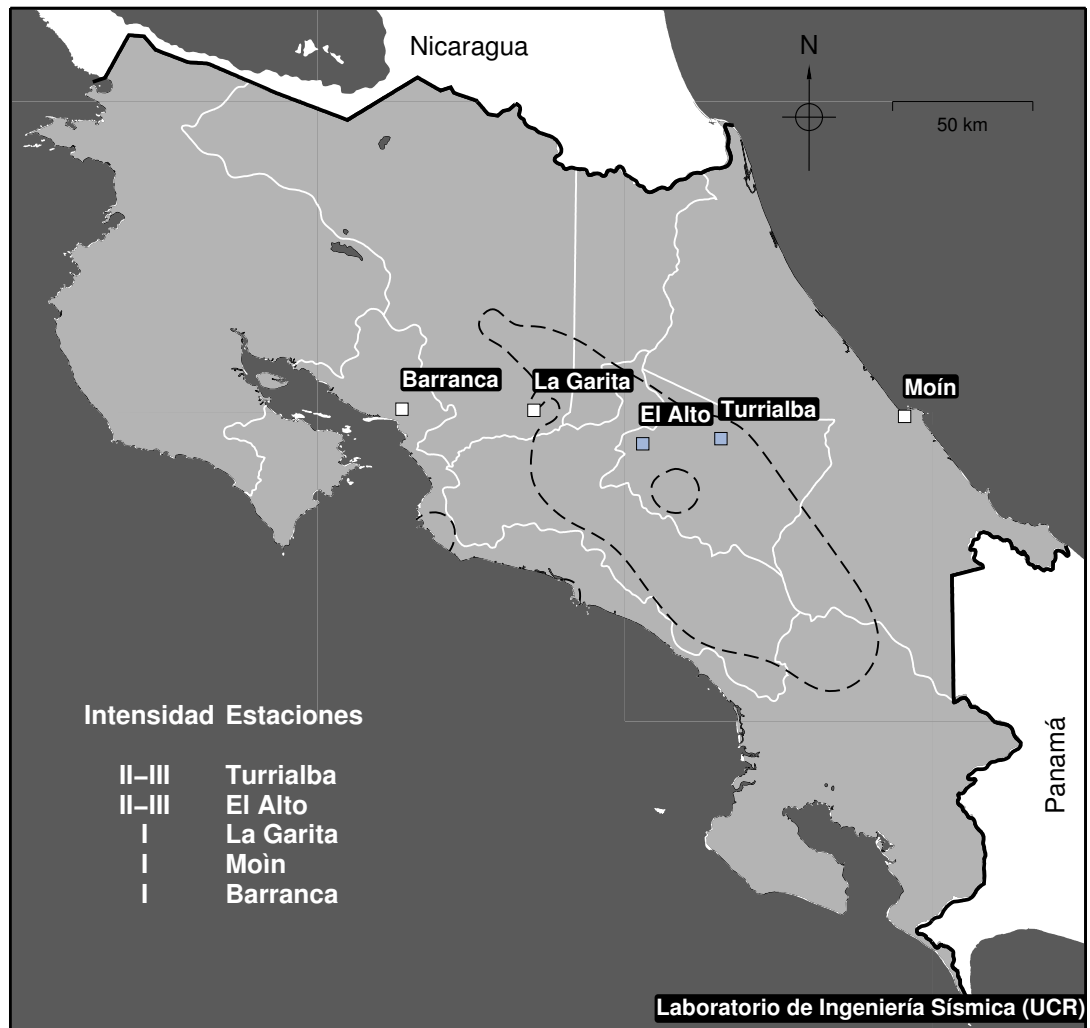 Nicaragua
N
50 km
Barranca
La Garita
Moín
El Alto
Turrialba
Intensidad Estaciones
II–III Turrialba
II–III El Alto
I La Garita
I Moìn
I Barranca
Panamá
Laboratorio de Ingeniería Sísmica (UCR)